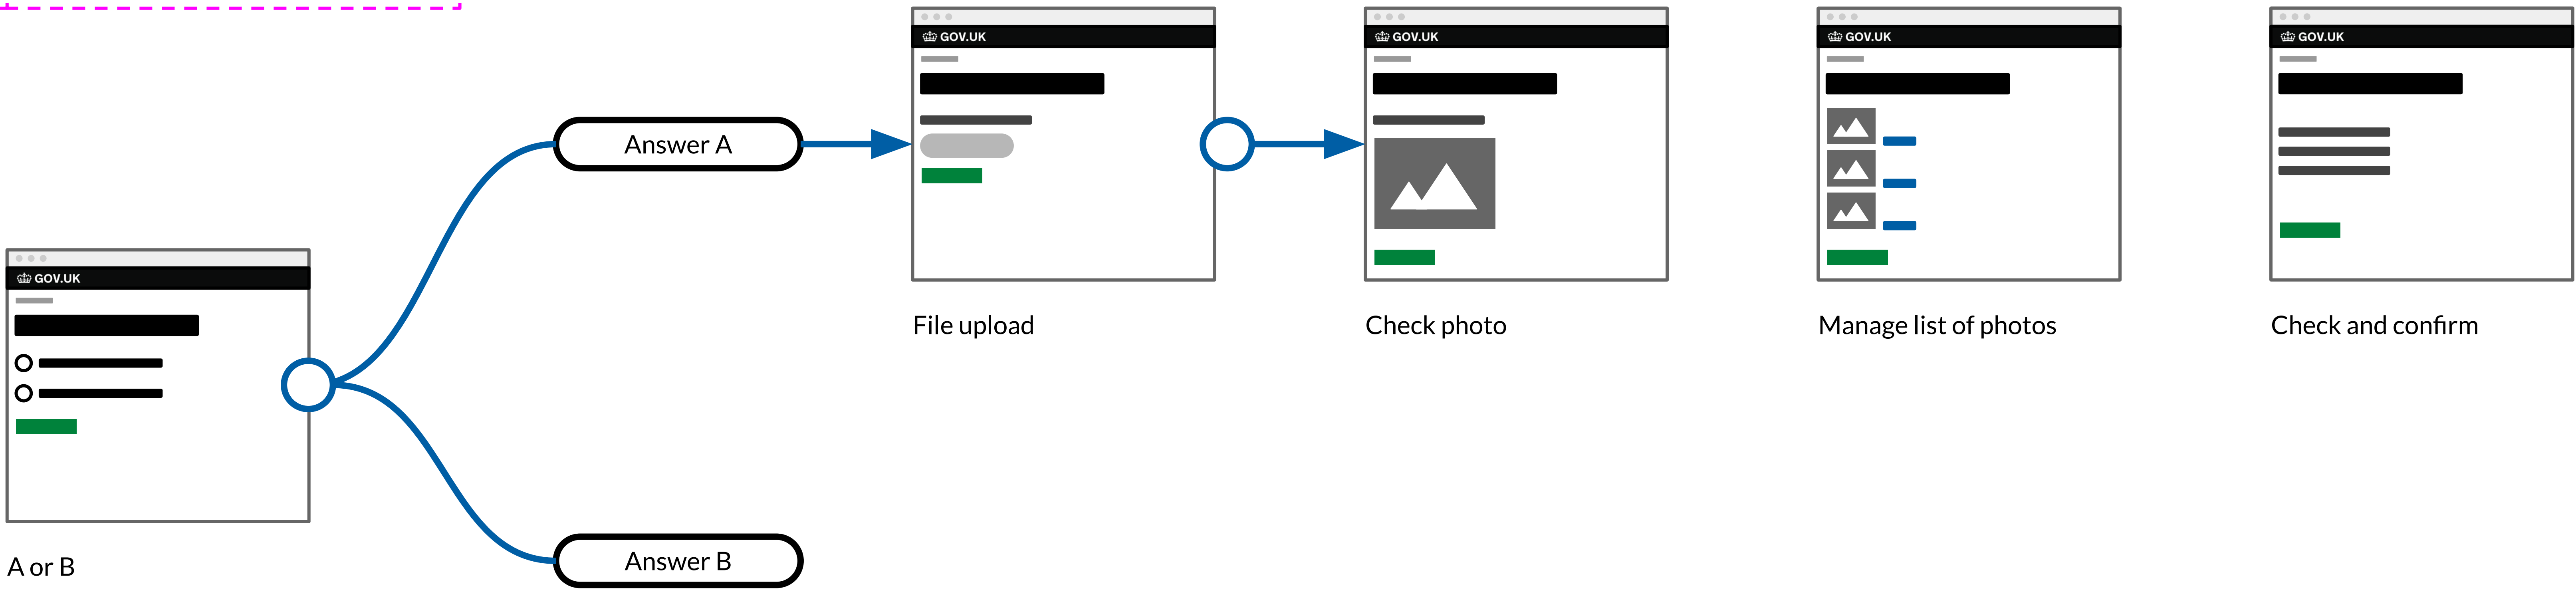 GOV.UK
GOV.UK
GOV.UK
GOV.UK
Answer A
GOV.UK
File upload
Check photo
Manage list of photos
Check and confirm
Answer B
A or B